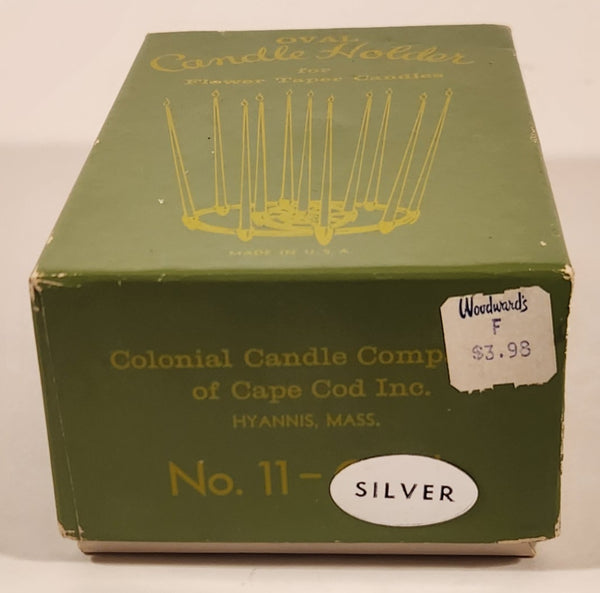 OVAL
Candle Holder
for
Flower Taper Candles
MADE IN U.S.A.
Woodward's
F
$3.98
Colonial Candle
of Cape Cod Inc.
HYANNIS, MASS.
No. 11–
SILVER